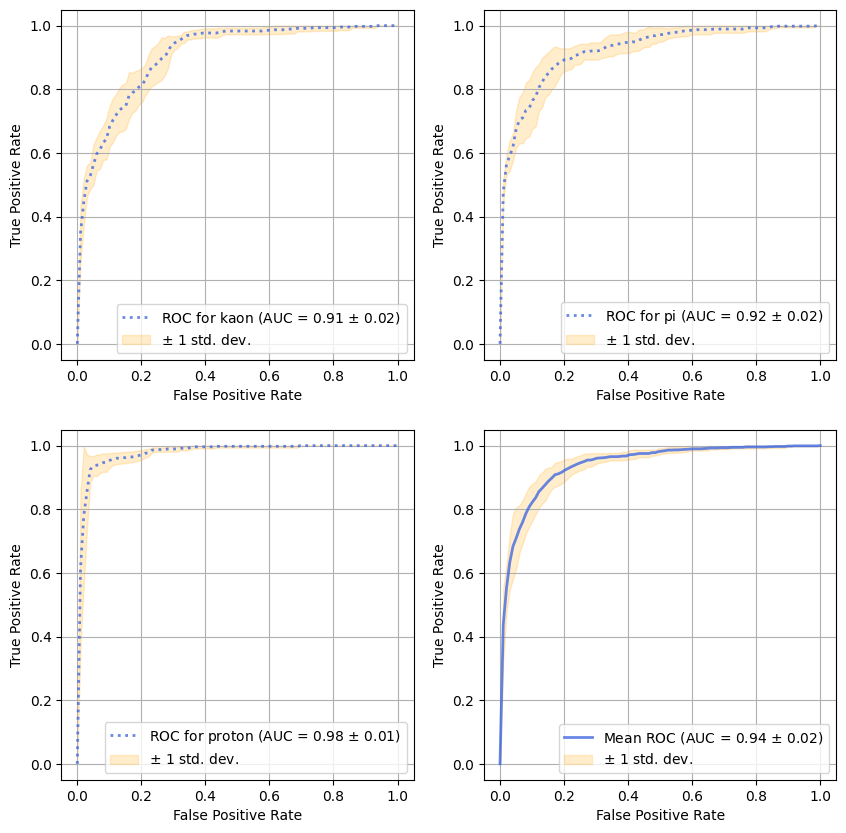 1.0
0.8
0.6
0.4
0.2
0.0
True Positive Rate
ROC for kaon (AUC = 0.91 ± 0.02)
± 1 std. dev.
0.0 0.2 0.4 0.6 0.8 1.0
False Positive Rate
1.0
0.8
0.6
0.4
0.2
0.0
True Positive Rate
ROC for pi (AUC = 0.92 ± 0.02)
± 1 std. dev.
0.0 0.2 0.4 0.6 0.8 1.0
False Positive Rate
1.0
0.8
0.6
0.4
0.2
0.0
True Positive Rate
ROC for proton (AUC = 0.98 ± 0.01)
± 1 std. dev.
0.0 0.2 0.4 0.6 0.8 1.0
False Positive Rate
1.0
0.8
0.6
0.4
0.2
0.0
True Positive Rate
Mean ROC (AUC = 0.94 ± 0.02)
± 1 std. dev.
0.0 0.2 0.4 0.6 0.8 1.0
False Positive Rate